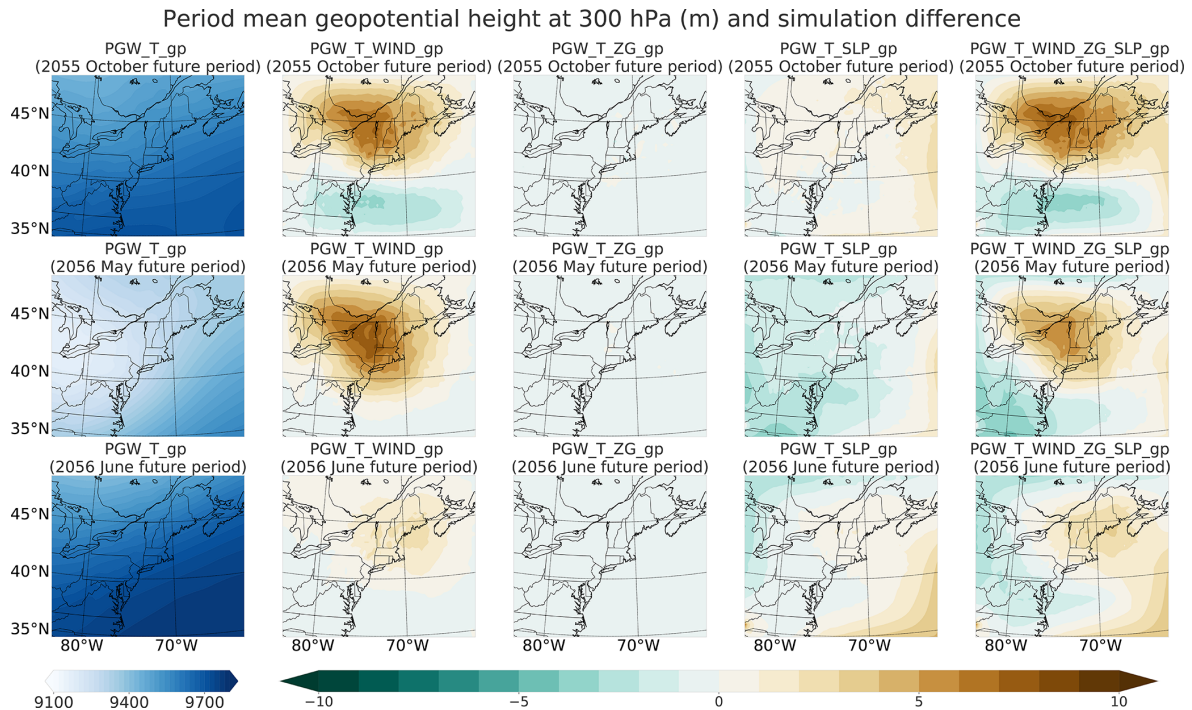 Period mean geopotential height at 300 hPa (m) and simulation difference
PGW_T_gp
(2055 October future period)
PGW_T_WIND_gp
(2055 October future period)
PGW_T_ZG_gp
(2055 October future period)
PGW_T_SLP_gp
(2055 October future period)
PGW_T_WIND_ZG_SLP_gp
(2055 October future period)
45°N
40°N
35°N
PGW_T_gp
(2056 May future period)
PGW_T_WIND_gp
(2056 May future period)
PGW_T_ZG_gp
(2056 May future period)
PGW_T_SLP_gp
(2056 May future period)
PGW_T_WIND_ZG_SLP_gp
(2056 May future period)
45°N
40°N
35°N
PGW_T_gp
(2056 June future period)
PGW_T_WIND_gp
(2056 June future period)
PGW_T_ZG_gp
(2056 June future period)
PGW_T_SLP_gp
(2056 June future period)
PGW_T_WIND_ZG_SLP_gp
(2056 June future period)
45°N
40°N
35°N
80°W 70°W 80°W 70°W 80°W 70°W 80°W 70°W 80°W 70°W
9100 9400 9700
−10 −5 0 5 10